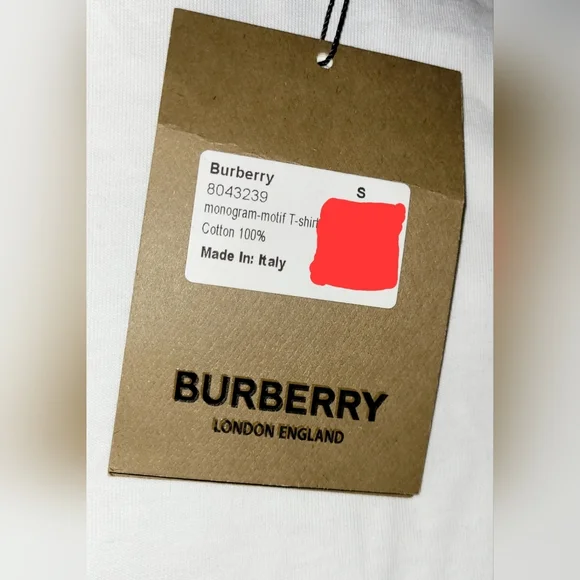 Burberry
S
8043239
monogram-motif T-shirt
Cotton 100%
Made In: Italy
BURBERRY
LONDON ENGLAND